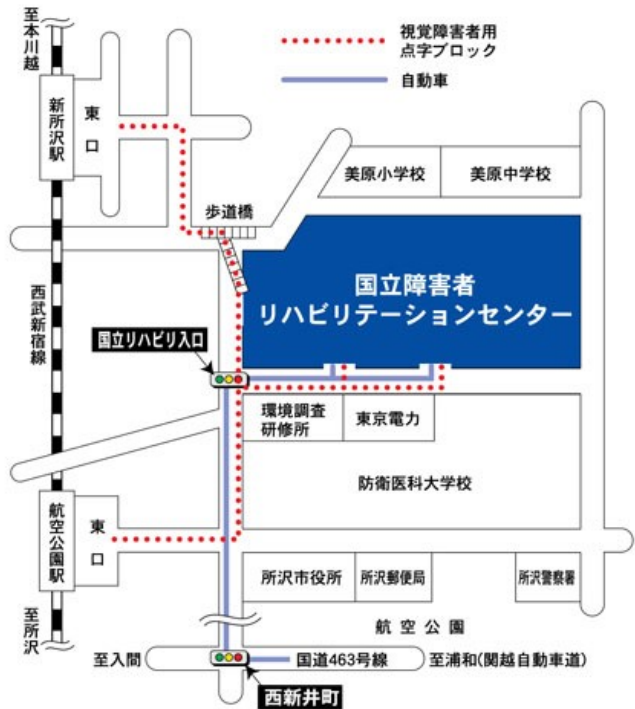 至本川越
視覚障害者用
点字ブロック
自動車
新所沢駅
東口
美原小学校
美原中学校
歩道橋
国立障害者
リハビリテーションセンター
西武新宿線
国立リハビリ入口
環境調査
研修所
東京電力
防衛医科大学校
航空公園駅
東口
所沢市役所
所沢郵便局
所沢警察署
至所沢
航空公園
至入間
国道463号線
至浦和(関越自動車道)
西新井町